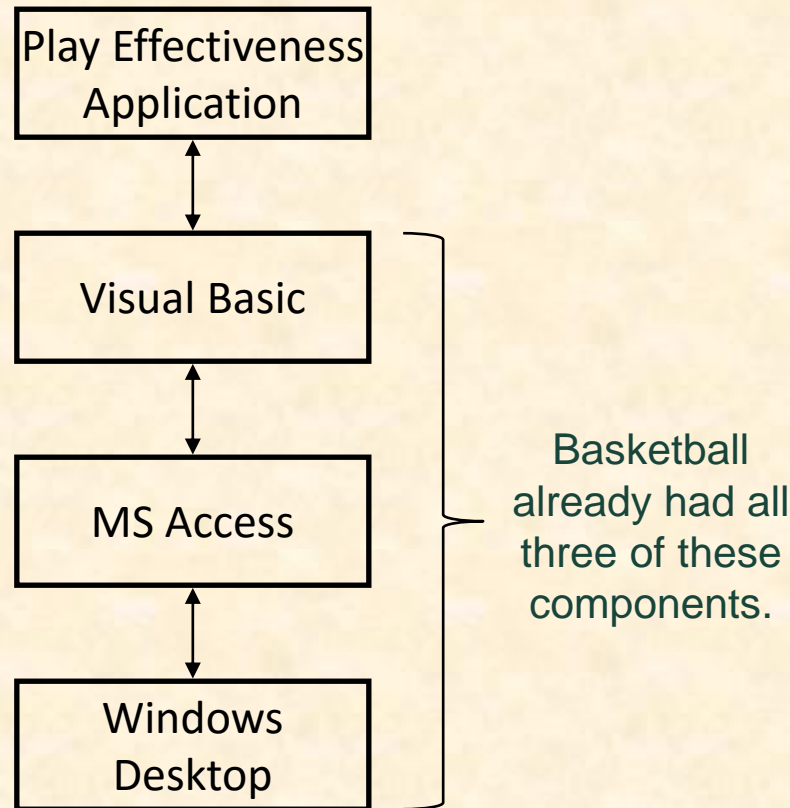 Play Effectiveness
Application
Visual Basic
MS Access
Basketball
already had all
three of these
components.
Windows
Desktop